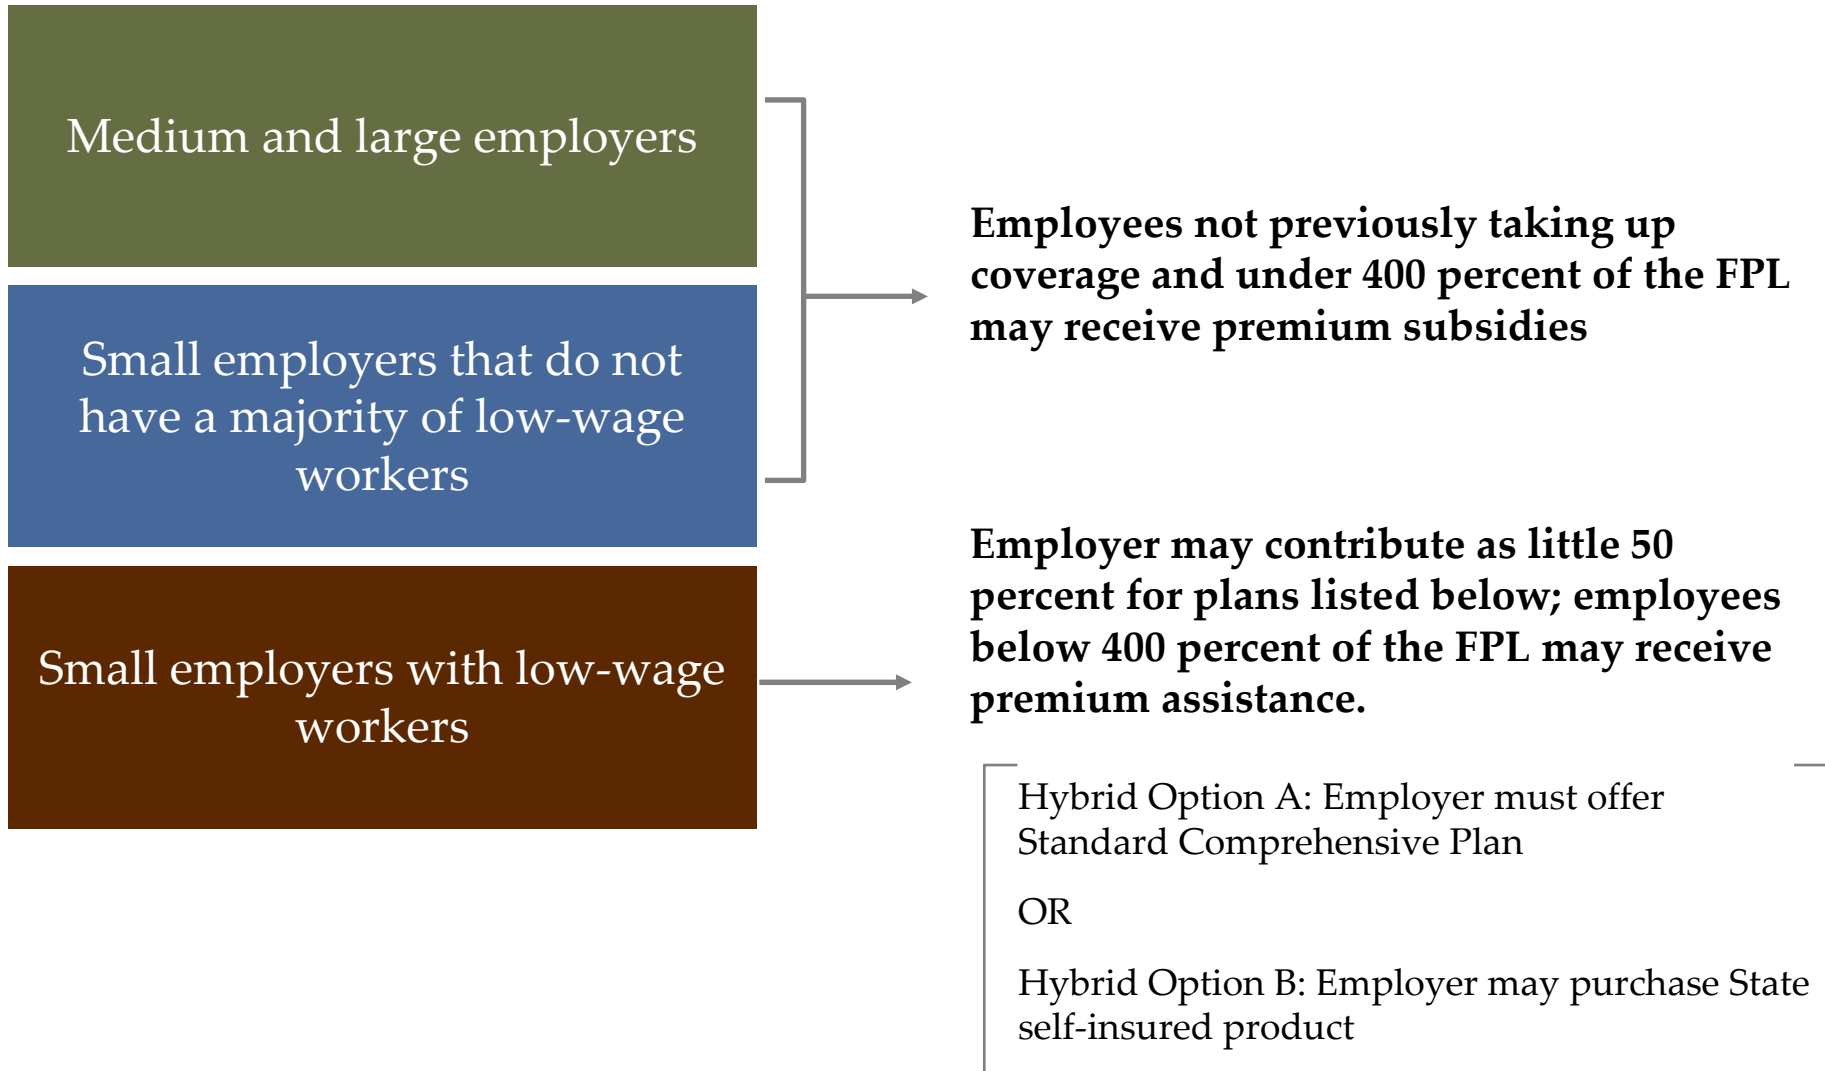 Medium and large employers
Small employers that do not
have a majority of low-wage
workers
Small employers with low-wage
workers
Employees not previously taking up
coverage and under 400 percent of the FPL
may receive premium subsidies
Employer may contribute as little 50
percent for plans listed below; employees
below 400 percent of the FPL may receive
premium assistance.
Hybrid Option A: Employer must offer
Standard Comprehensive Plan
OR
Hybrid Option B: Employer may purchase State
self-insured product